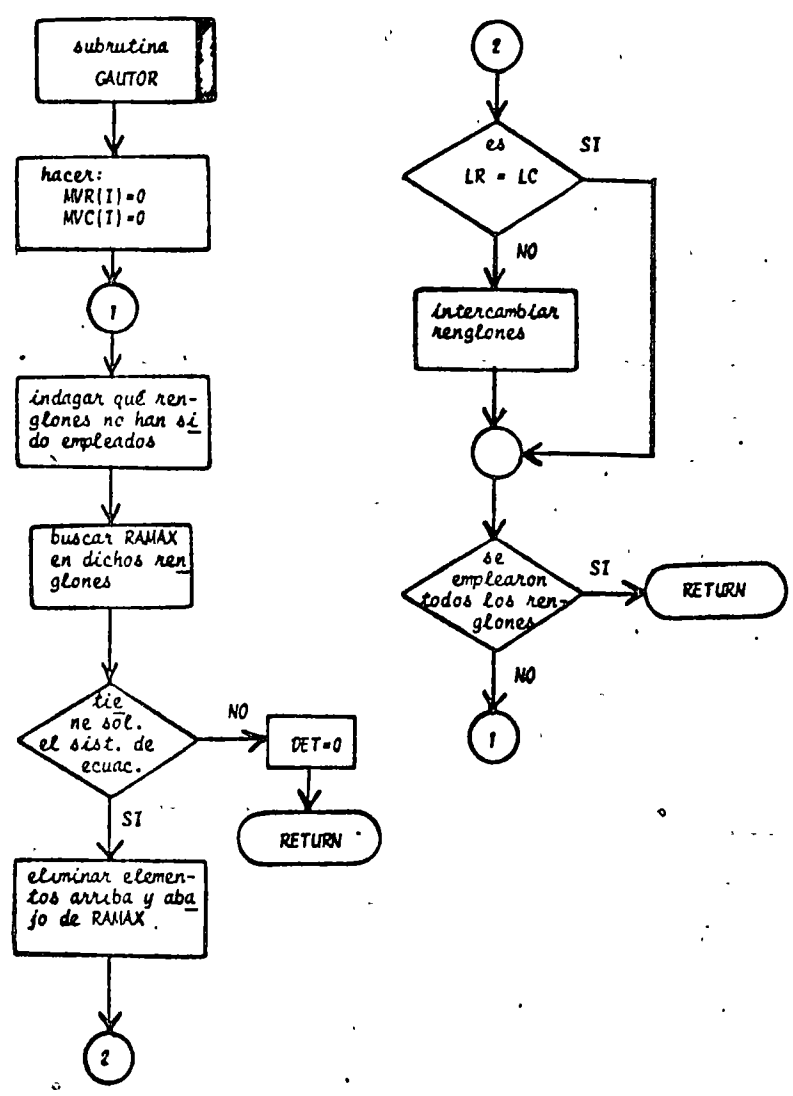 subrutina
GAUTOR
hacer:
MVR(I)=0
MVC(I)=0
1
indagar qué ren-
glones no han si
do empleados
buscar RAMAX
en dichos ren
glones
tie
ne sol.
el sist. de
ecuac.
NO
DET=0
RETURN
SI
eliminar elemen-
tos arriba y aba
jo de RAMAX
2
2
es
LR = LC
SI
NO
intercambiar
renglones
se
emplearon
todos los ren-
glones
SI
RETURN
NO
1